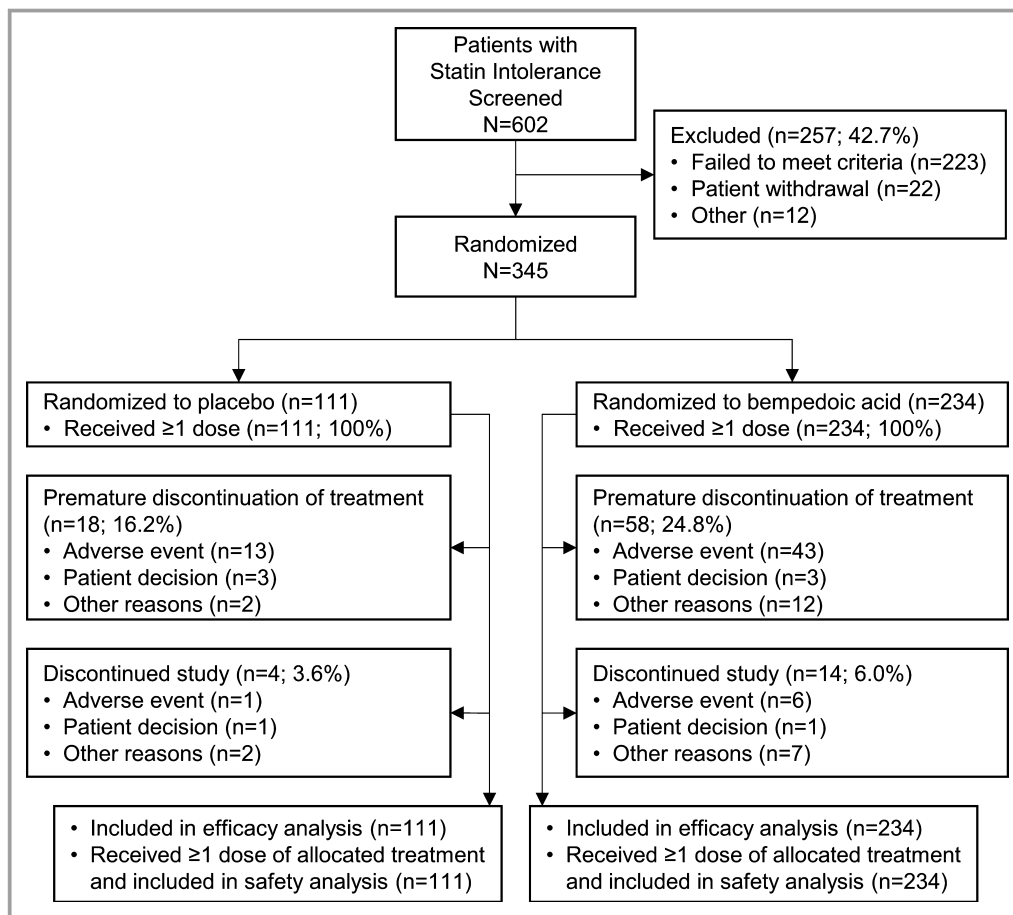 Patients with
Statin Intolerance
Screened
N=602
Excluded (n=257; 42.7%)
• Failed to meet criteria (n=223)
• Patient withdrawal (n=22)
• Other (n=12)
Randomized
N=345
Randomized to placebo (n=111)
• Received ≥1 dose (n=111; 100%)
Randomized to bempedoic acid (n=234)
• Received ≥1 dose (n=234; 100%)
Premature discontinuation of treatment
(n=18; 16.2%)
• Adverse event (n=13)
• Patient decision (n=3)
• Other reasons (n=2)
Premature discontinuation of treatment
(n=58; 24.8%)
• Adverse event (n=43)
• Patient decision (n=3)
• Other reasons (n=12)
Discontinued study (n=4; 3.6%)
• Adverse event (n=1)
• Patient decision (n=1)
• Other reasons (n=2)
Discontinued study (n=14; 6.0%)
• Adverse event (n=6)
• Patient decision (n=1)
• Other reasons (n=7)
• Included in efficacy analysis (n=111)
• Received ≥1 dose of allocated treatment
and included in safety analysis (n=111)
• Included in efficacy analysis (n=234)
• Received ≥1 dose of allocated treatment
and included in safety analysis (n=234)